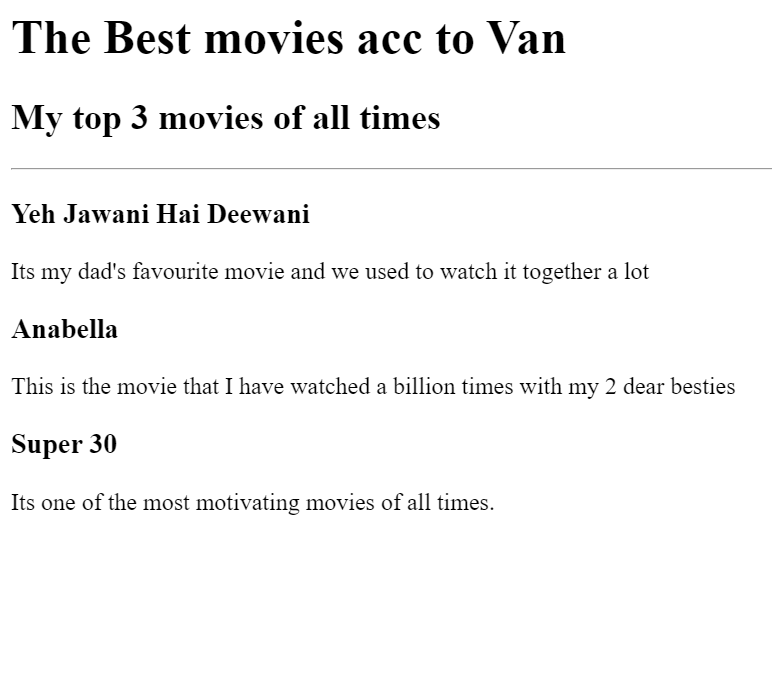 The Best movies acc to Van
My top 3 movies of all times
Yeh Jawani Hai Deewani
Its my dad's favourite movie and we used to watch it together a lot
Anabella
This is the movie that I have watched a billion times with my 2 dear besties
Super 30
Its one of the most motivating movies of all times.